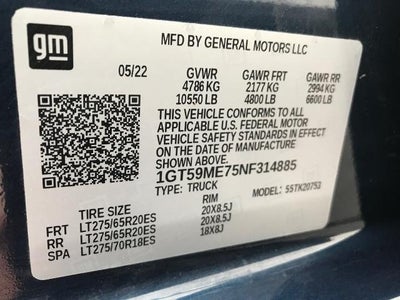 gm
MFD BY GENERAL MOTORS LLC
05/22 GVWR GAWR FRT GAWR RR
4786 KG 2177 KG 2994 KG
10550 LB 4800 LB 6600 LB
THIS VEHICLE CONFORMS TO ALL
APPLICABLE U.S. FEDERAL MOTOR
VEHICLE SAFETY STANDARDS IN EFFECT
ON THE DATE OF MANUFACTURE
SHOWN ABOVE.
1GT59ME75NF314885
TYPE: TRUCK MODEL: 55TK20753
TIRE SIZE RIM
FRT LT275/65R20ES 20X8.5J
RR LT275/65R20ES 20X8.5J
SPA LT275/70R18ES 18X8J